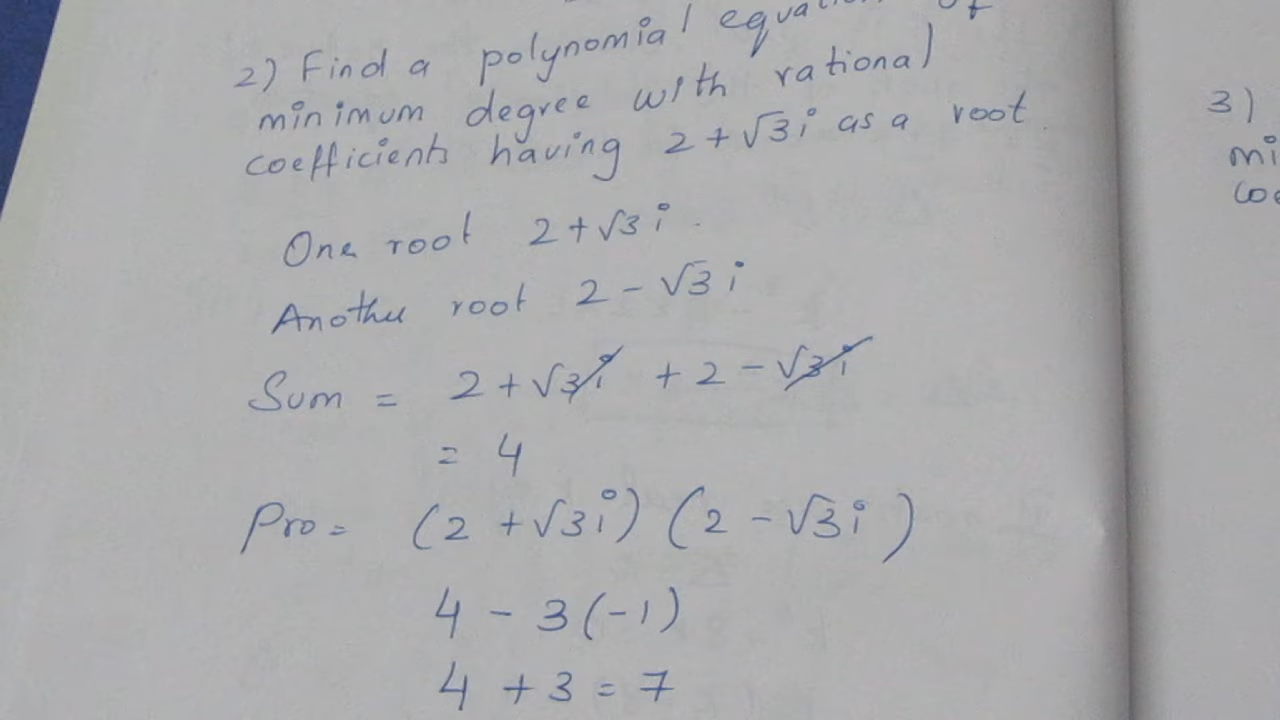 2) Find a polynomial equation of
minimum degree with rational
coefficients having 2 + √3i as a root
One root 2 + √3i.
Another root 2 - √3i
Sum = 2 + √3i + 2 - √3i
= 4
Pro = (2 + √3i) (2 - √3i)
4 - 3(-1)
4 + 3 = 7
3)